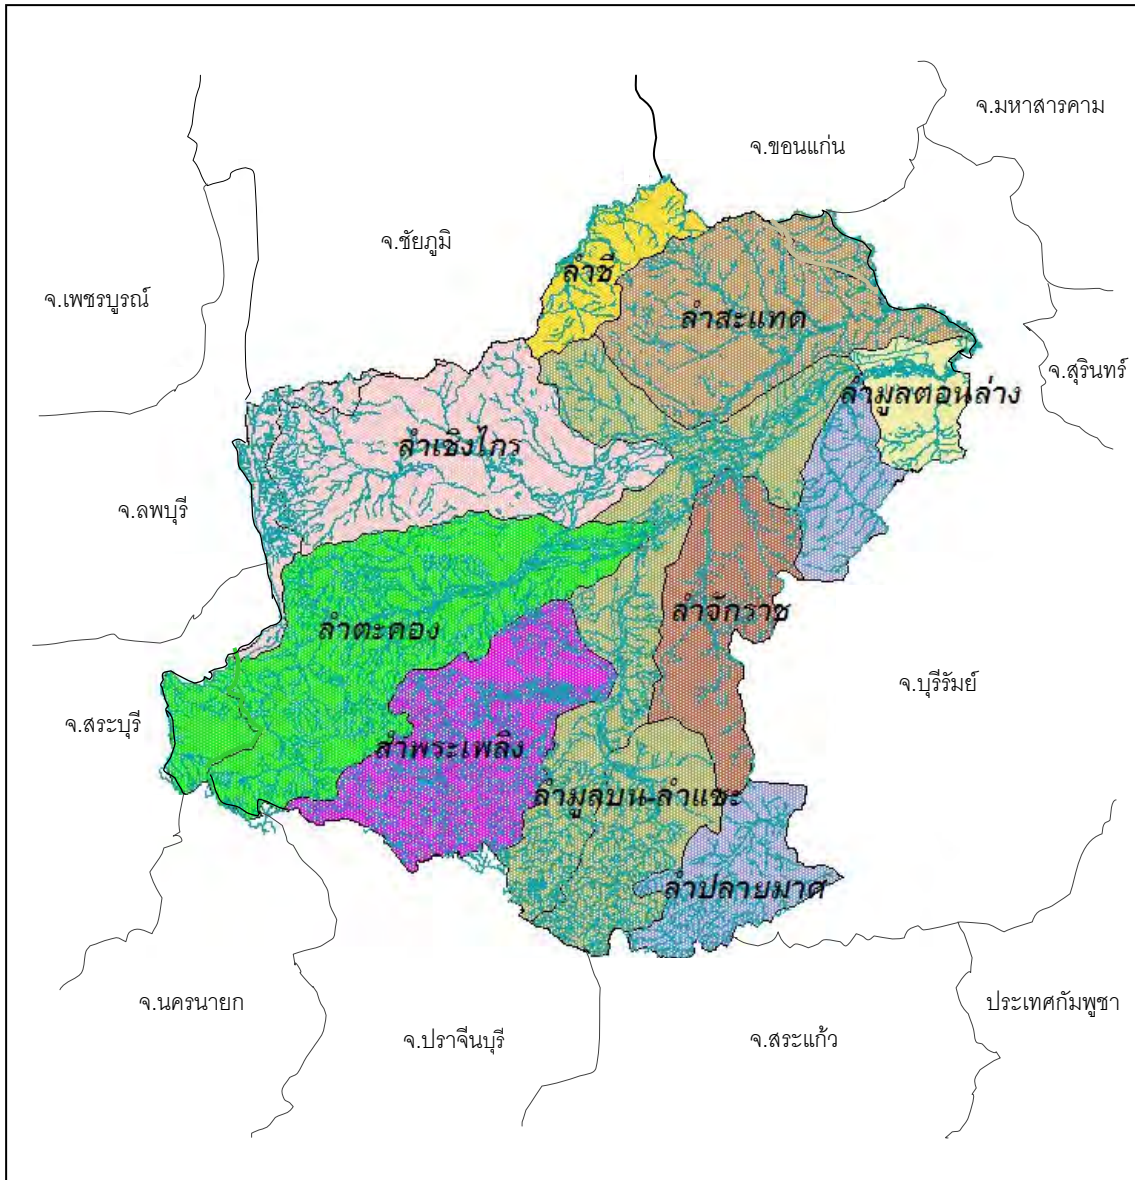 จ.มหาสารคาม
จ.ขอนแก่น
จ.ชัยภูมิ
ลำชี
จ.เพชรบูรณ์
ลำสะแทด
จ.สุรินทร์
ลำมูลตอนล่าง
ลำเชิงไกร
จ.ลพบุรี
ลำจักราช
ลำตะคอง
จ.บุรีรัมย์
จ.สระบุรี
ลำพระเพลิง
ลำมูลบน-ลำแชะ
ลำปลายมาศ
จ.นครนายก
ประเทศกัมพูชา
จ.ปราจีนบุรี
จ.สระแก้ว